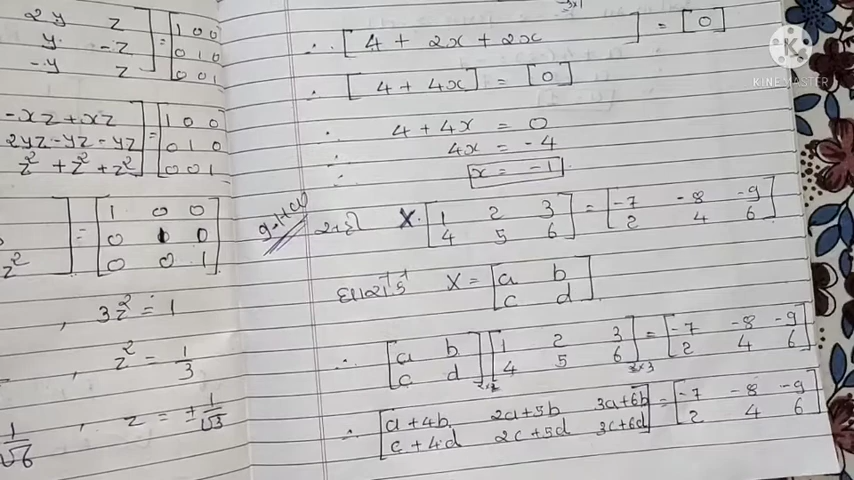 2y z ] = [ 1 0 0
y -z ] [ 0 1 0
-y z ] [ 0 0 1
-xz + xz ] = [ 1 0 0
2yz - yz - yz ] [ 0 1 0
z² + z² + z² ] [ 0 0 1
] = [ 1 0 0
] [ 0 1 0
z² ] [ 0 0 1
, 3z² = 1
, z² = 1/3
1/√6 , z = ± 1/√3
∴ [ 4 + 2x + 2x ] = [ 0 ]
∴ [ 4 + 4x ] = [ 0 ]
∴ 4 + 4x = 0
∴ 4x = -4
∴ x = -1
X · [ 1 2 3 ] = [ -7 -8 -9 ]
[ 4 5 6 ] [ 2 4 6 ]
X = [ a b ]
[ c d ]
∴ [ a b ] [ 1 2 3 ] = [ -7 -8 -9 ]
[ c d ]2×2 [ 4 5 6 ]2×3 [ 2 4 6 ]
∴ [ a+4b 2a+5b 3a+6b ] = [ -7 -8 -9 ]
[ c+4d 2c+5d 3c+6d ] [ 2 4 6 ]
KINEMASTER